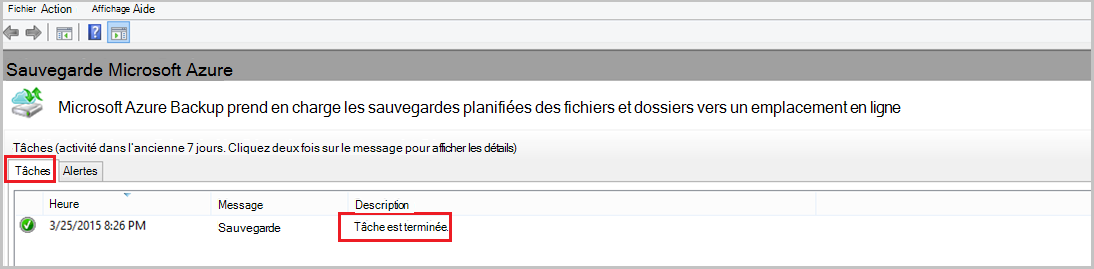 Fichier Action Affichage Aide
Sauvegarde Microsoft Azure
Microsoft Azure Backup prend en charge les sauvegardes planifiées des fichiers et dossiers vers un emplacement en ligne
Tâches (activité dans l'ancienne 7 jours. Cliquez deux fois sur le message pour afficher les détails)
Tâches Alertes
Heure Message Description
3/25/2015 8:26 PM Sauvegarde Tâche est terminée.